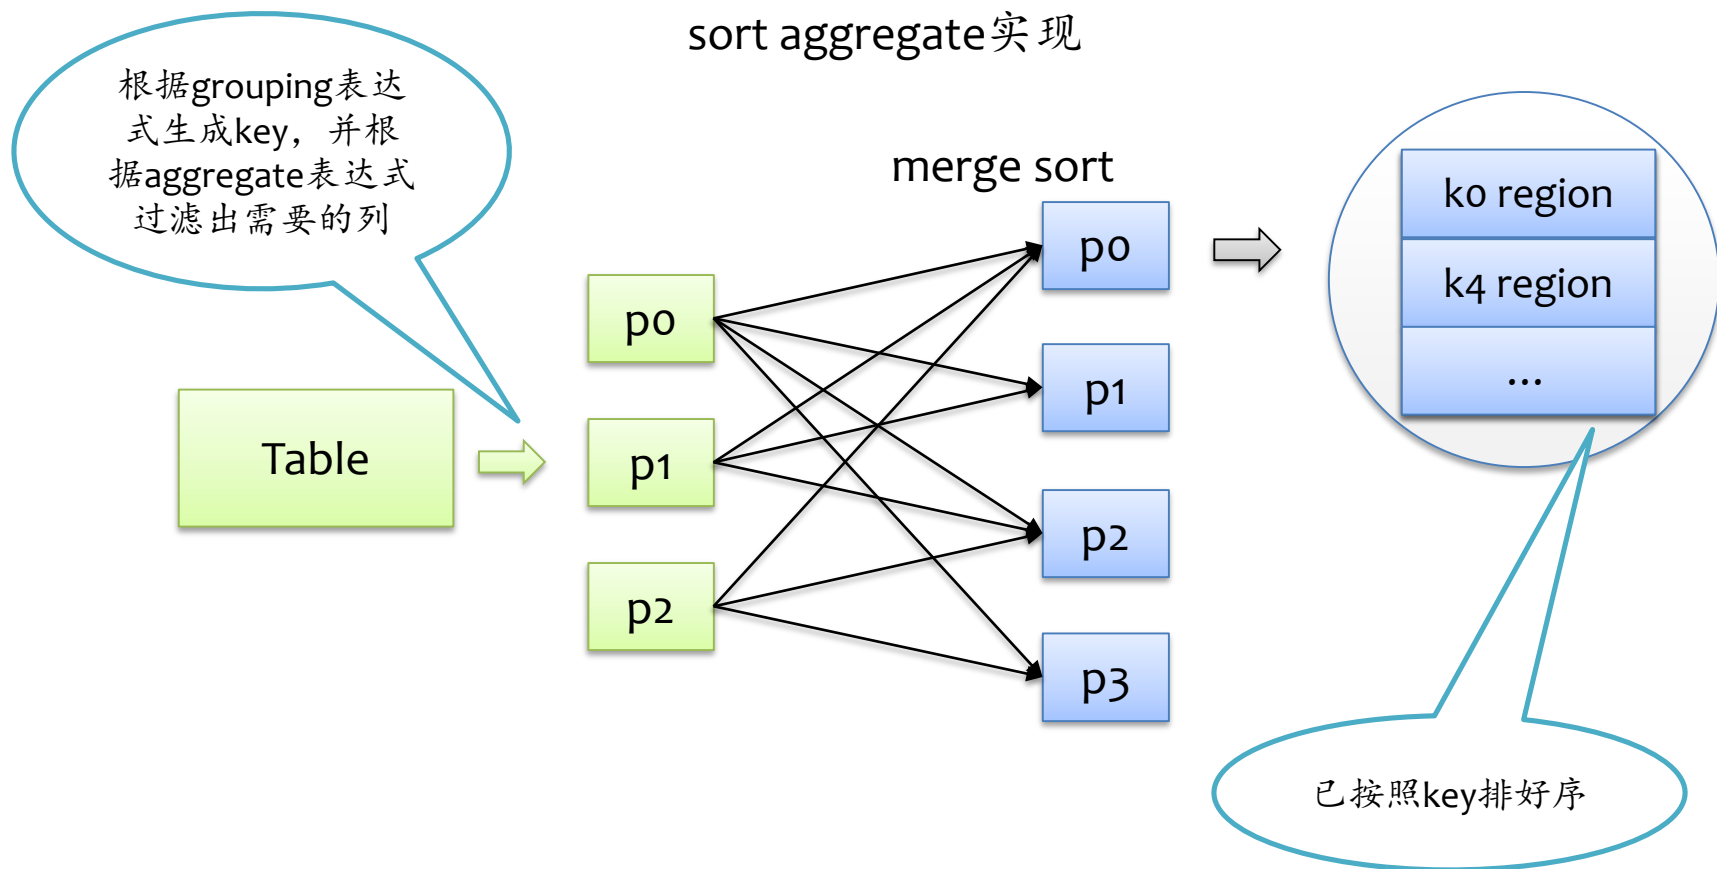 sort aggregate实现
根据grouping表达
式生成key，并根
据aggregate表达式
过滤出需要的列
merge sort
Table
p0
p1
p2
p0
p1
p2
p3
k0 region
k4 region
...
已按照key排好序